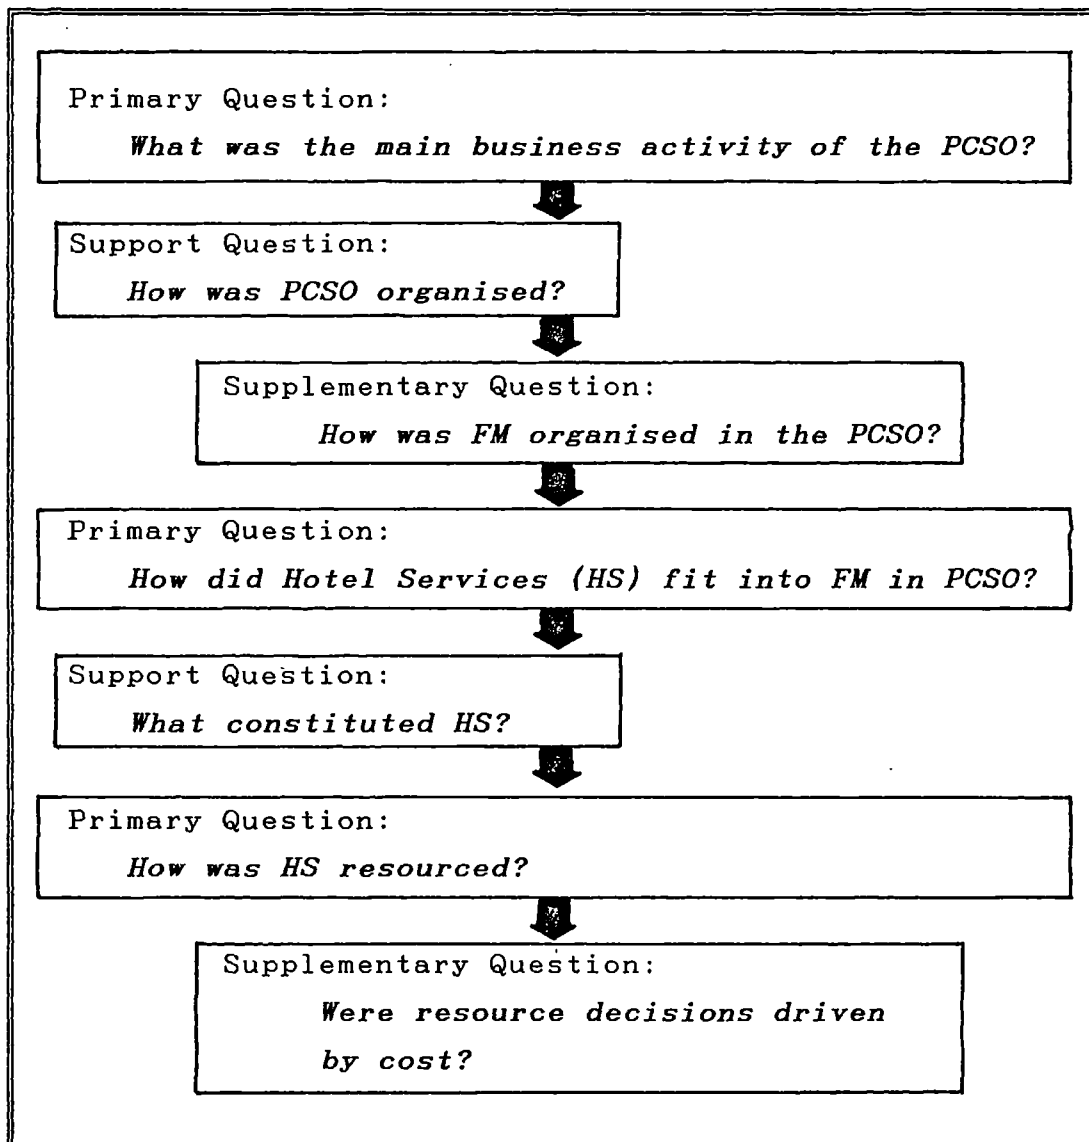 Primary Question:
What was the main business activity of the PCSO?
Support Question:
How was PCSO organised?
Supplementary Question:
How was FM organised in the PCSO?
Primary Question:
How did Hotel Services (HS) fit into FM in PCSO?
Support Question:
What constituted HS?
Primary Question:
How was HS resourced?
Supplementary Question:
Were resource decisions driven
by cost?